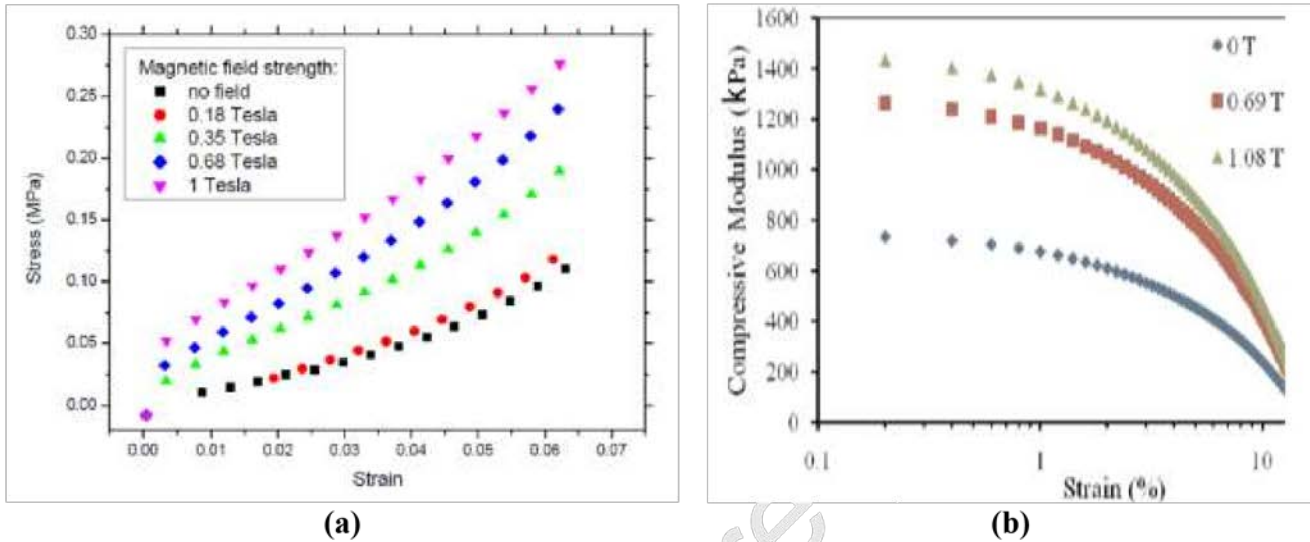 0.30
0.25
0.20
0.15
0.10
0.05
0.00
Stress (MPa)
Magnetic field strength:
no field
0.18 Tesla
0.35 Tesla
0.68 Tesla
1 Tesla
0.00 0.01 0.02 0.03 0.04 0.05 0.06 0.07
Strain
(a)
1600
1400
1200
1000
800
600
400
200
0
Compressive Modulus (kPa)
0 T
0.69 T
1.08 T
0.1 1 10
Strain (%)
(b)